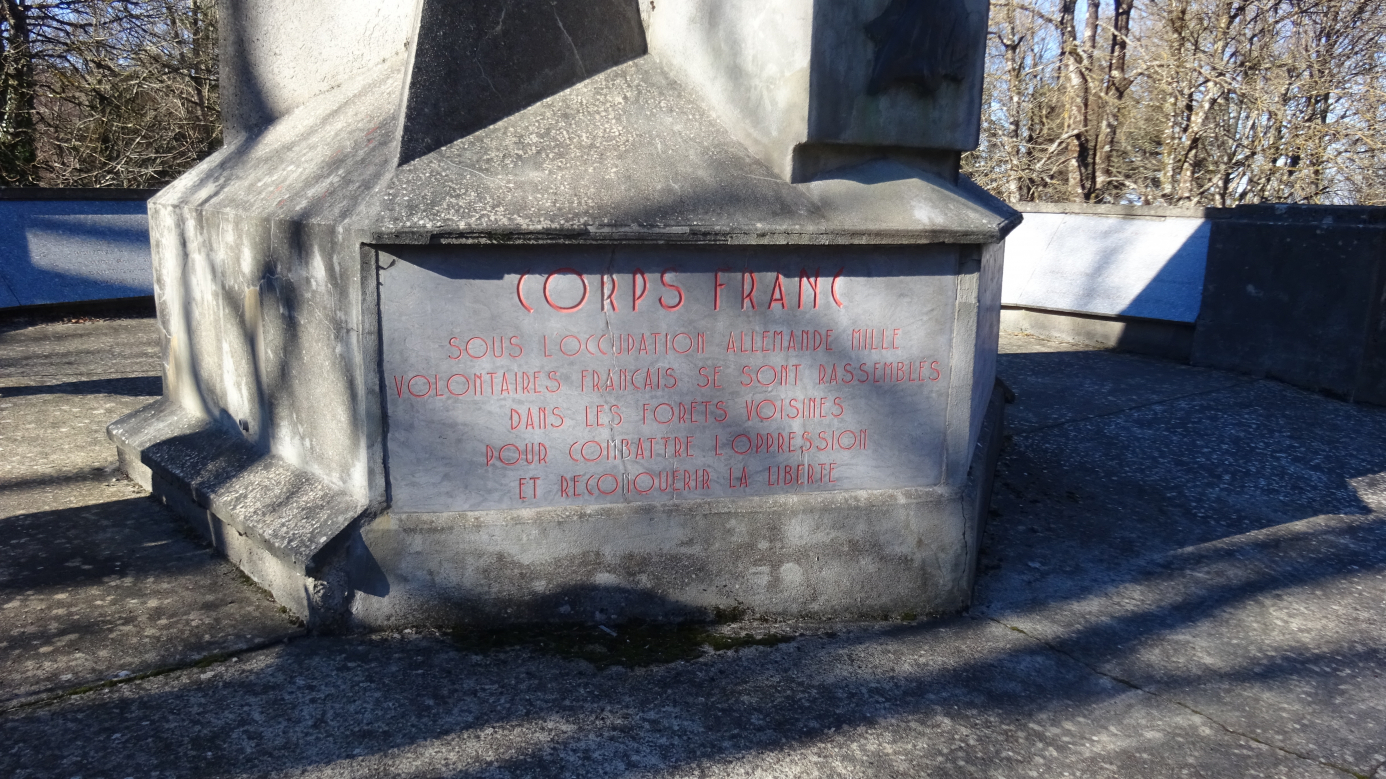 CORPS FRANC
SOUS L'OCCUPATION ALLEMANDE MILLE
VOLONTAIRES FRANCAIS SE SONT RASSEMBLES
DANS LES FORETS VOISINES
POUR COMBATTRE L'OPPRESSION
ET RECONQUERIR LA LIBERTE